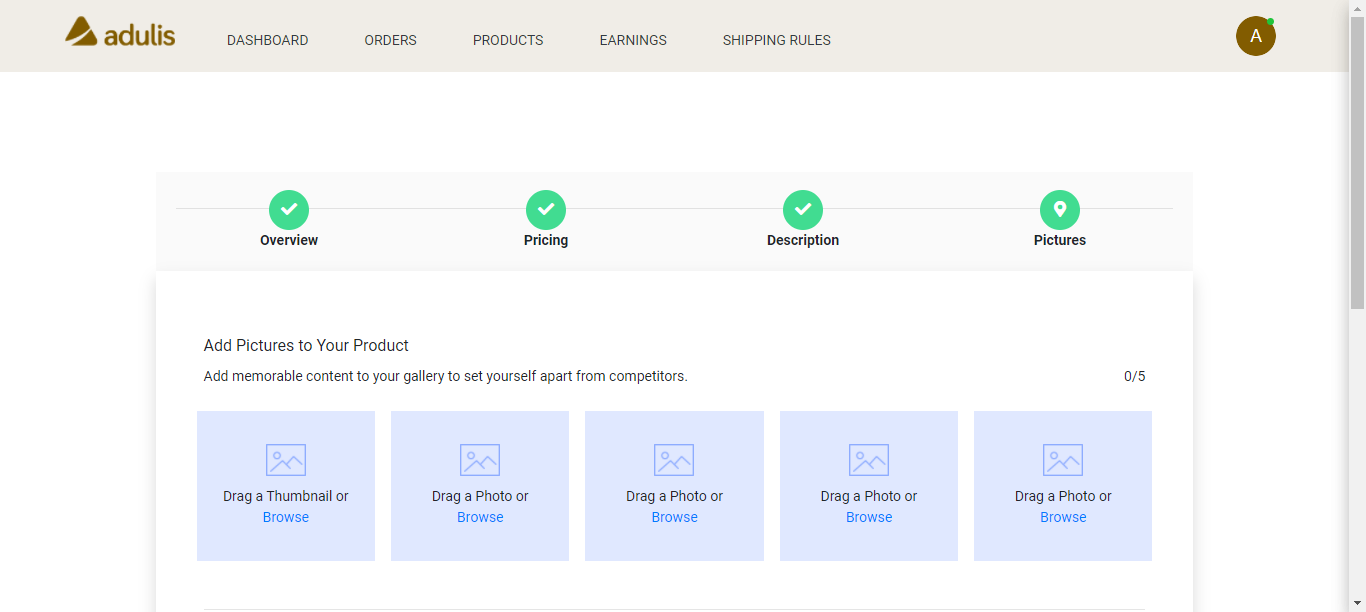 adulis
DASHBOARD ORDERS PRODUCTS EARNINGS SHIPPING RULES
A
Overview Pricing Description Pictures
Add Pictures to Your Product
Add memorable content to your gallery to set yourself apart from competitors. 0/5
Drag a Thumbnail or
Browse
Drag a Photo or
Browse
Drag a Photo or
Browse
Drag a Photo or
Browse
Drag a Photo or
Browse